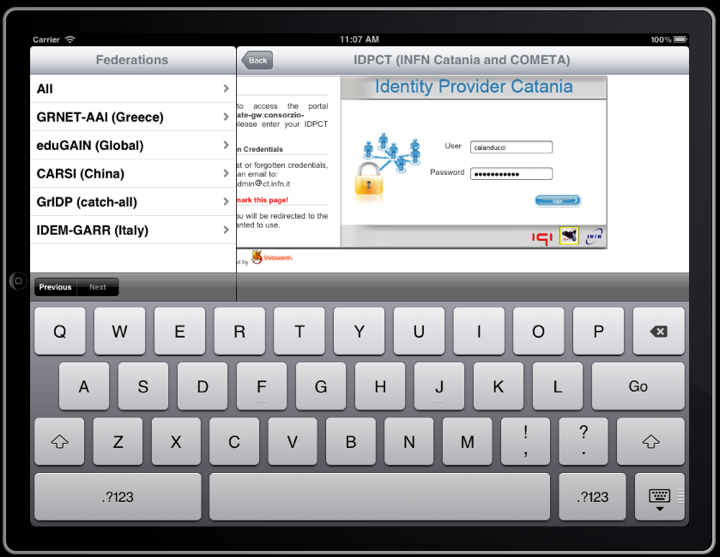 Carrier
11:07 AM
100%
Federations
All
GRNET-AAI (Greece)
eduGAIN (Global)
CARSI (China)
GrIDP (catch-all)
IDEM-GARR (Italy)
Back
IDPCT (INFN Catania and COMETA)
to access the portal
ate-gw.consorzio-
lease enter your IDPCT
n Credentials
st or forgotten credentials,
an email to:
dmin@ct.infn.it
mark this page!
ou will be redirected to the
anted to use.
d by Shibboleth
Identity Provider Catania
User calanducci
Password ●●●●●●●●●●●
IGI
INFN
Previous Next
Q W E R T Y U I O P
A S D F G H J K L Go
Z X C V B N M ! , ? .
.?123 .?123